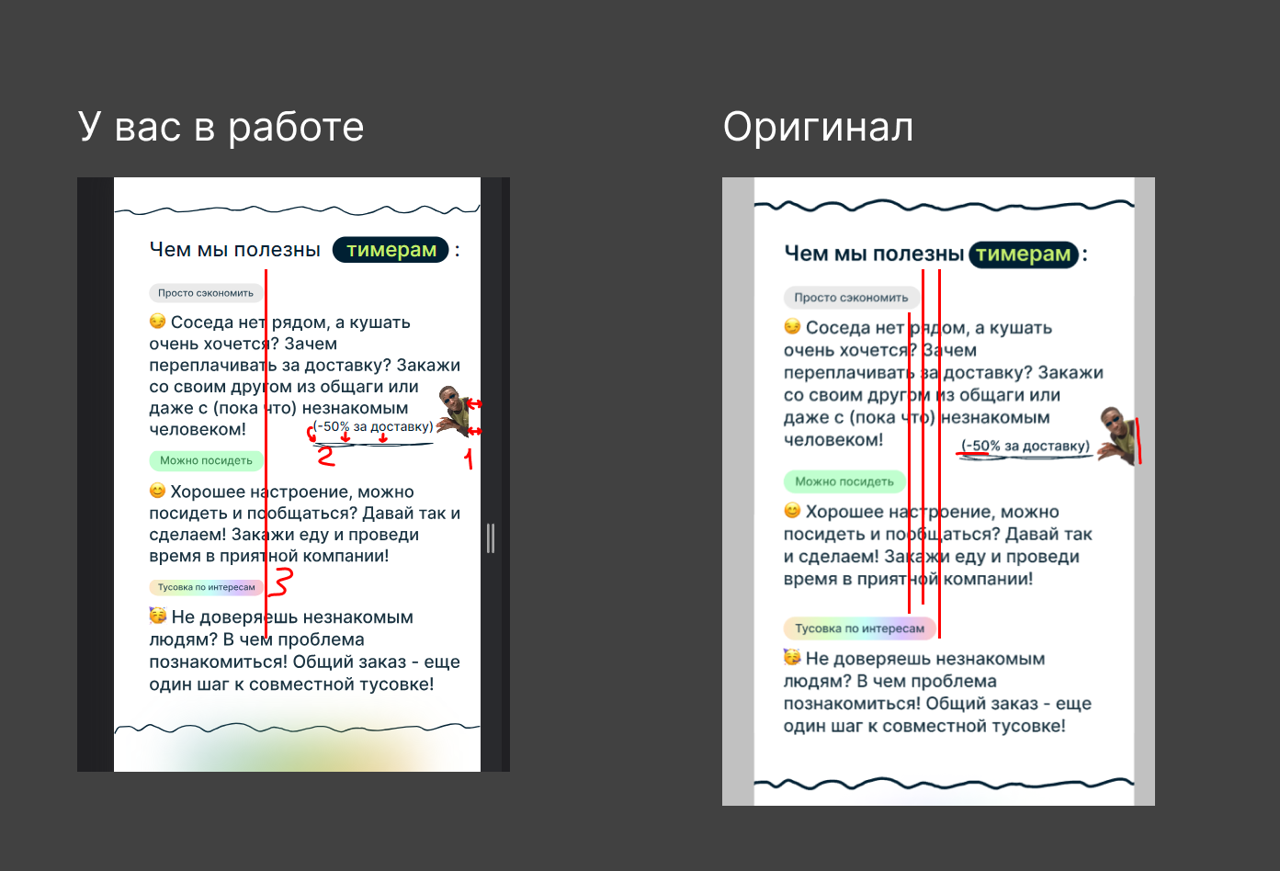 У вас в работе
Чем мы полезны тимерам :
Просто сэкономить
😏 Соседа нет рядом, а кушать
очень хочется? Зачем
переплачивать за доставку? Закажи
со своим другом из общаги или
даже с (пока что) незнакомым
человеком!
(-50% за доставку)
2
1
Можно посидеть
😊 Хорошее настроение, можно
посидеть и пообщаться? Давай так и
сделаем! Закажи еду и проведи
время в приятной компании!
Тусовка по интересам
3
🥳 Не доверяешь незнакомым
людям? В чем проблема
познакомиться! Общий заказ - еще
один шаг к совместной тусовке!
Оригинал
Чем мы полезны тимерам :
Просто сэкономить
😏 Соседа нет рядом, а кушать
очень хочется? Зачем
переплачивать за доставку? Закажи
со своим другом из общаги или
даже с (пока что) незнакомым
человеком!
(-50% за доставку)
Можно посидеть
😊 Хорошее настроение, можно
посидеть и пообщаться? Давай так
и сделаем! Закажи еду и проведи
время в приятной компании!
Тусовка по интересам
🥳 Не доверяешь незнакомым
людям? В чем проблема
познакомиться! Общий заказ - еще
один шаг к совместной тусовке!